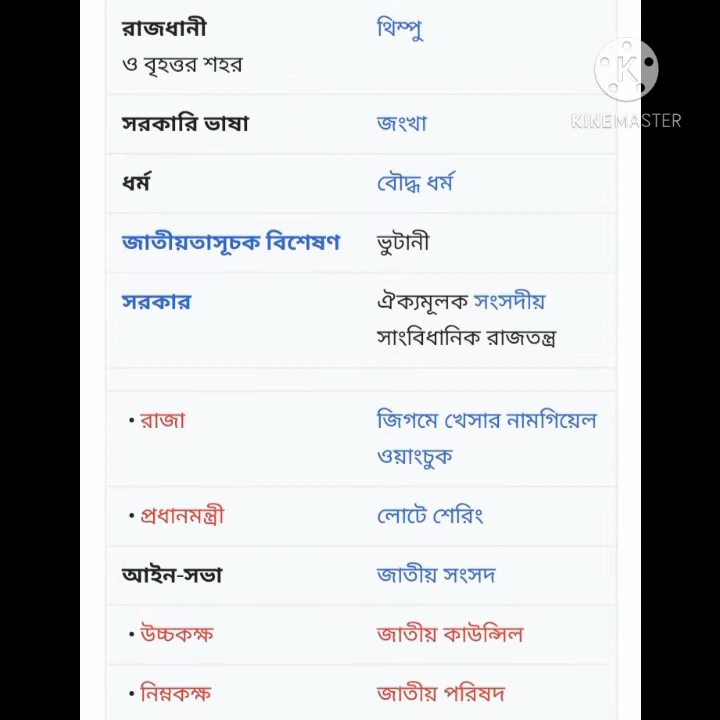 রাজধানী থিম্পু
ও বৃহত্তর শহর
KINEMASTER
সরকারি ভাষা জংখা
ধর্ম বৌদ্ধ ধর্ম
জাতীয়তাসূচক বিশেষণ ভুটানী
সরকার ঐক্যমূলক সংসদীয়
সাংবিধানিক রাজতন্ত্র
• রাজা জিগমে খেসার নামগিয়েল
ওয়াংচুক
• প্রধানমন্ত্রী লোটে শেরিং
আইন-সভা জাতীয় সংসদ
• উচ্চকক্ষ জাতীয় কাউন্সিল
• নিম্নকক্ষ জাতীয় পরিষদ